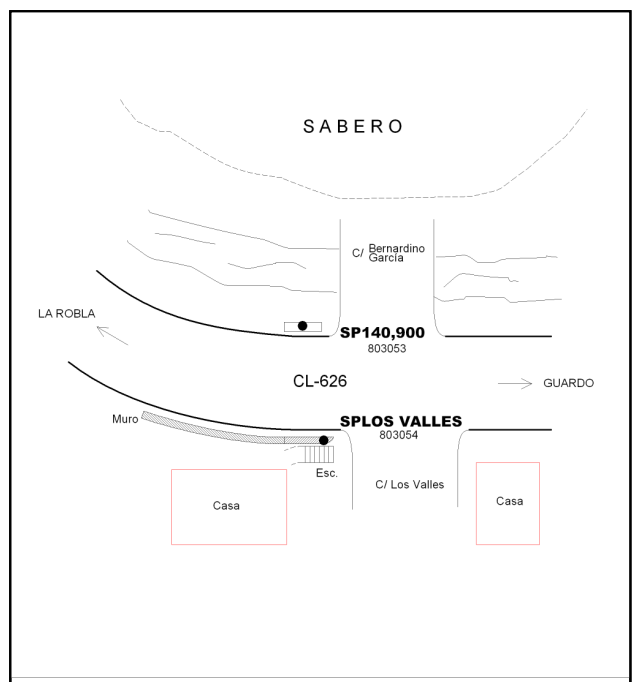 SABERO
C/ Bernardino
García
LA ROBLA
SP140,900
803053
CL-626
GUARDO
Muro
SPLOS VALLES
803054
Esc.
C/ Los Valles
Casa
Casa